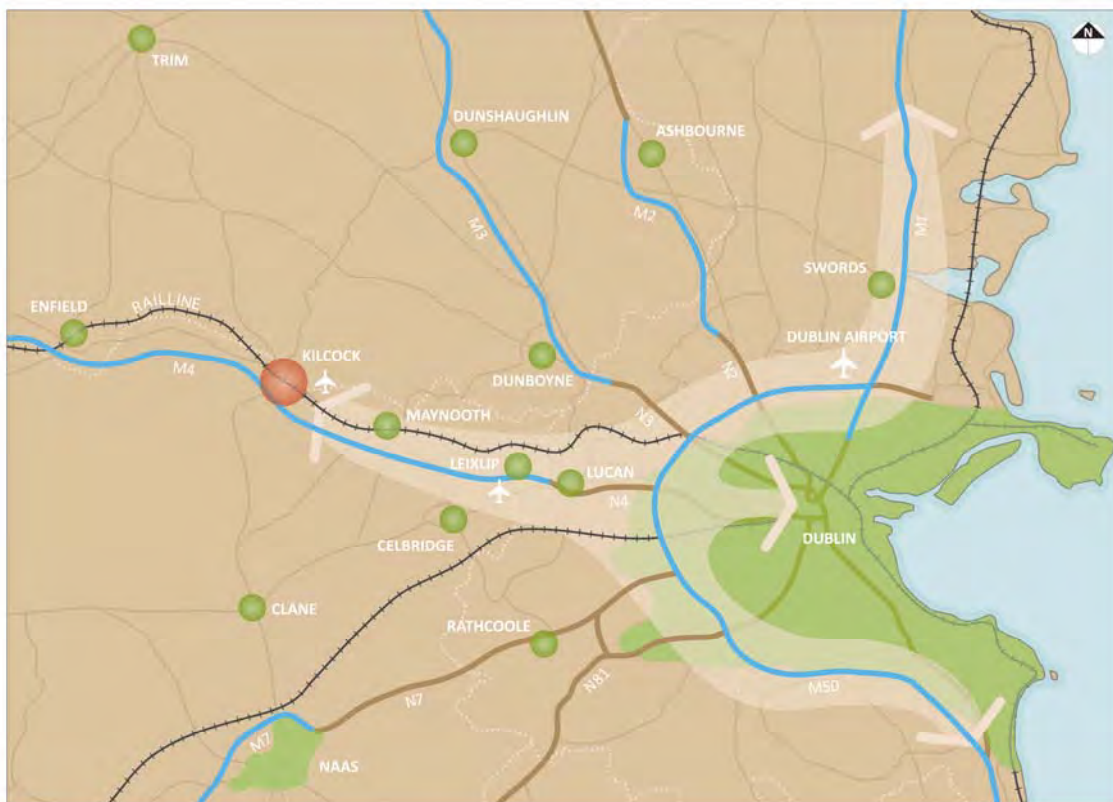 N
TRIM
DUNSHAUGHLIN
ASHBOURNE
M3
M2
M1
SWORDS
ENFIELD
RAILLINE
DUBLIN AIRPORT
KILCOCK
M4
DUNBOYNE
N2
MAYNOOTH
N3
LEIXLIP
LUCAN
N4
CELBRIDGE
DUBLIN
CLANE
RATHCOOLE
N81
M50
N7
M7
NAAS